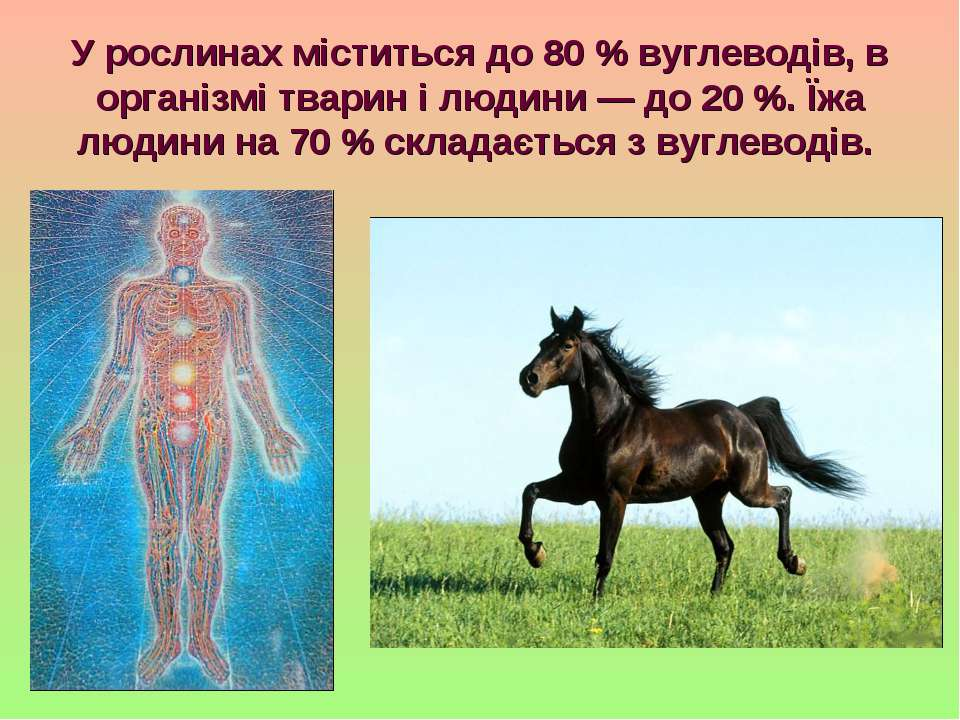 У рослинах міститься до 80 % вуглеводів, в
організмі тварин і людини — до 20 %. Їжа
людини на 70 % складається з вуглеводів.